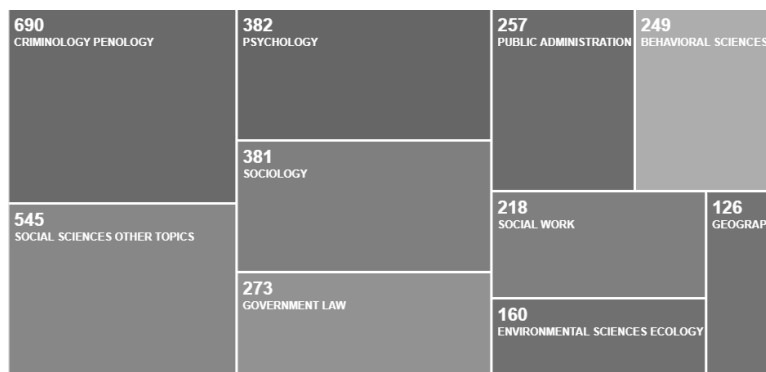 690
CRIMINOLOGY PENOLOGY
545
SOCIAL SCIENCES OTHER TOPICS
382
PSYCHOLOGY
381
SOCIOLOGY
273
GOVERNMENT LAW
257
PUBLIC ADMINISTRATION
249
BEHAVIORAL SCIENCES
218
SOCIAL WORK
160
ENVIRONMENTAL SCIENCES ECOLOGY
126
GEOGRAP